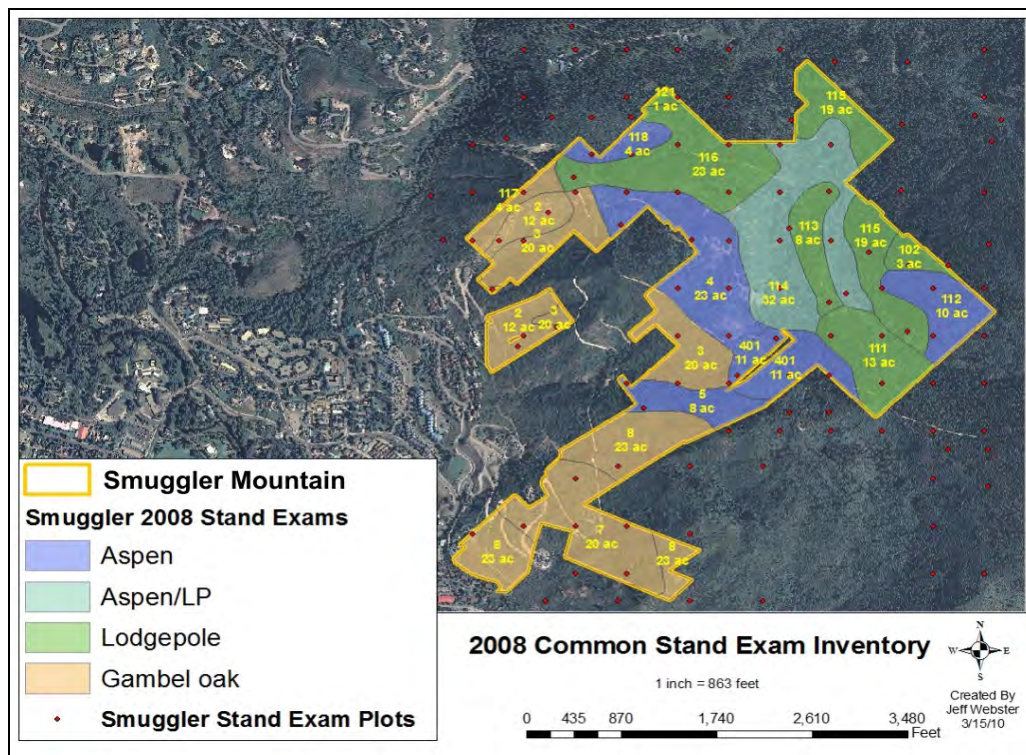 121
1 ac
115
19 ac
118
4 ac
116
23 ac
117
4 ac
2
12 ac
3
20 ac
113
8 ac
115
19 ac
102
3 ac
4
23 ac
114
32 ac
112
10 ac
2
12 ac
3
20 ac
3
20 ac
401
11 ac
401
11 ac
111
13 ac
5
8 ac
8
23 ac
7
20 ac
8
23 ac
8
23 ac
Smuggler Mountain
Smuggler 2008 Stand Exams
Aspen
Aspen/LP
Lodgepole
Gambel oak
Smuggler Stand Exam Plots
2008 Common Stand Exam Inventory
1 inch = 863 feet
0 435 870 1,740 2,610 3,480
Feet
N
W E
S
Created By
Jeff Webster
3/15/10